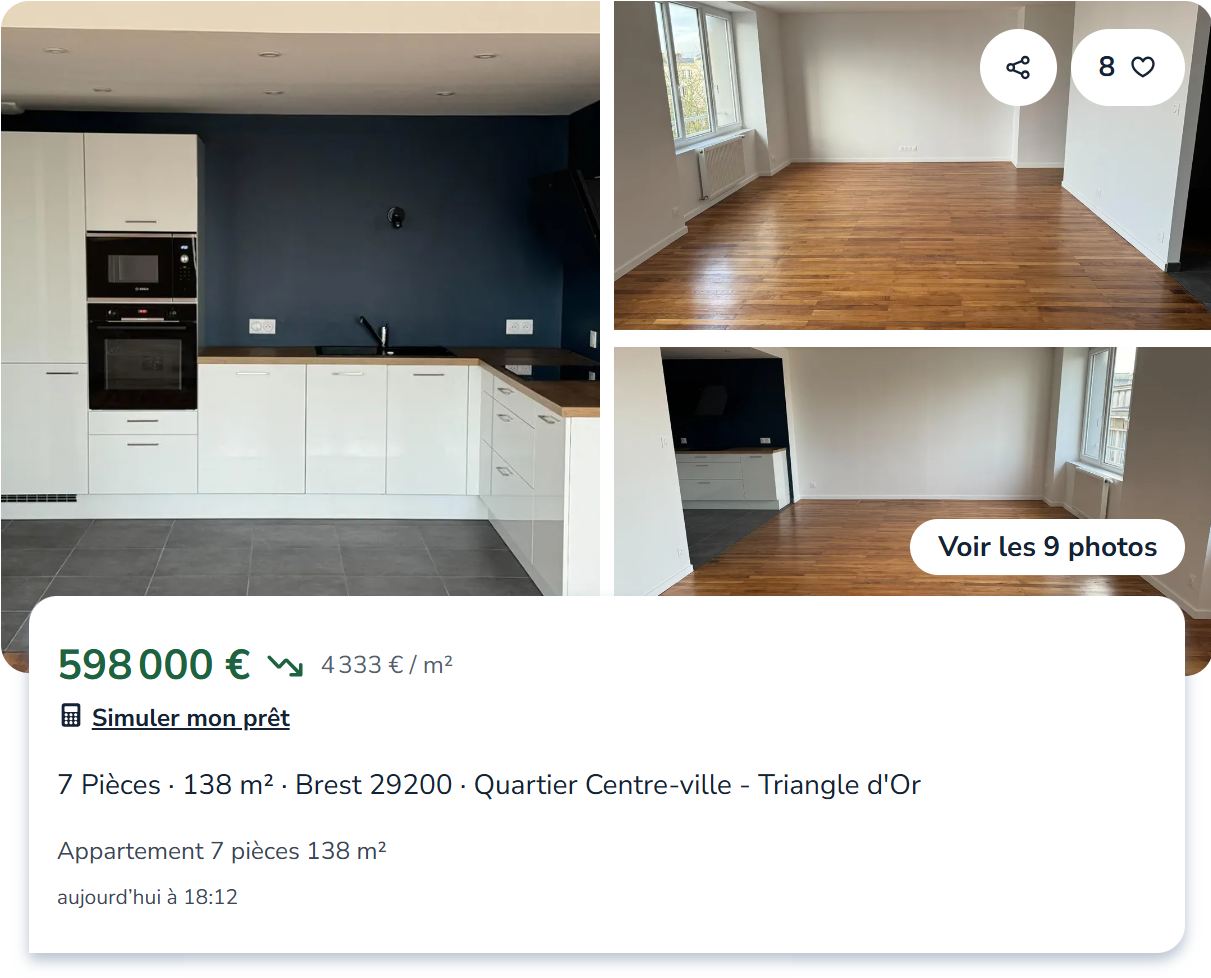 8
Voir les 9 photos
598 000 € 4 333 € / m²
Simuler mon prêt
7 Pièces · 138 m² · Brest 29200 · Quartier Centre-ville - Triangle d'Or
Appartement 7 pièces 138 m²
aujourd’hui à 18:12